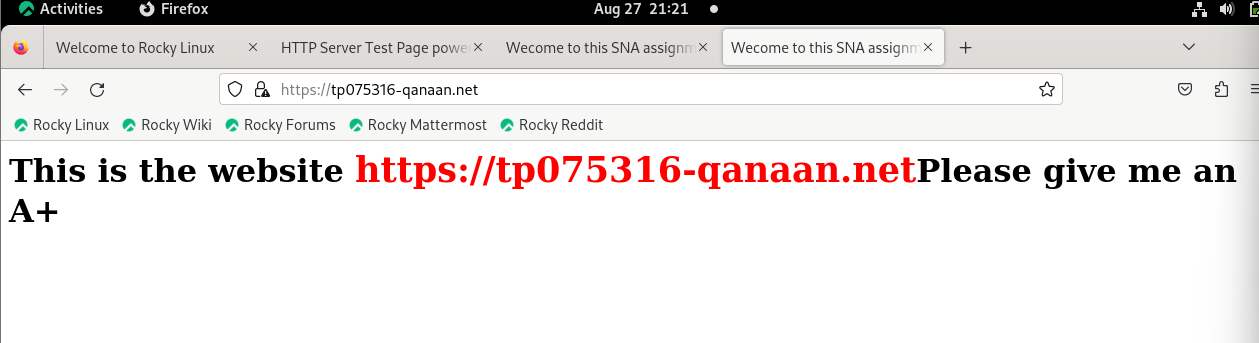 Activities Firefox Aug 27 21:21
Welcome to Rocky Linux HTTP Server Test Page powe Wecome to this SNA assignm Wecome to this SNA assignm
https://tp075316-qanaan.net
Rocky Linux Rocky Wiki Rocky Forums Rocky Mattermost Rocky Reddit
This is the website https://tp075316-qanaan.netPlease give me an
A+